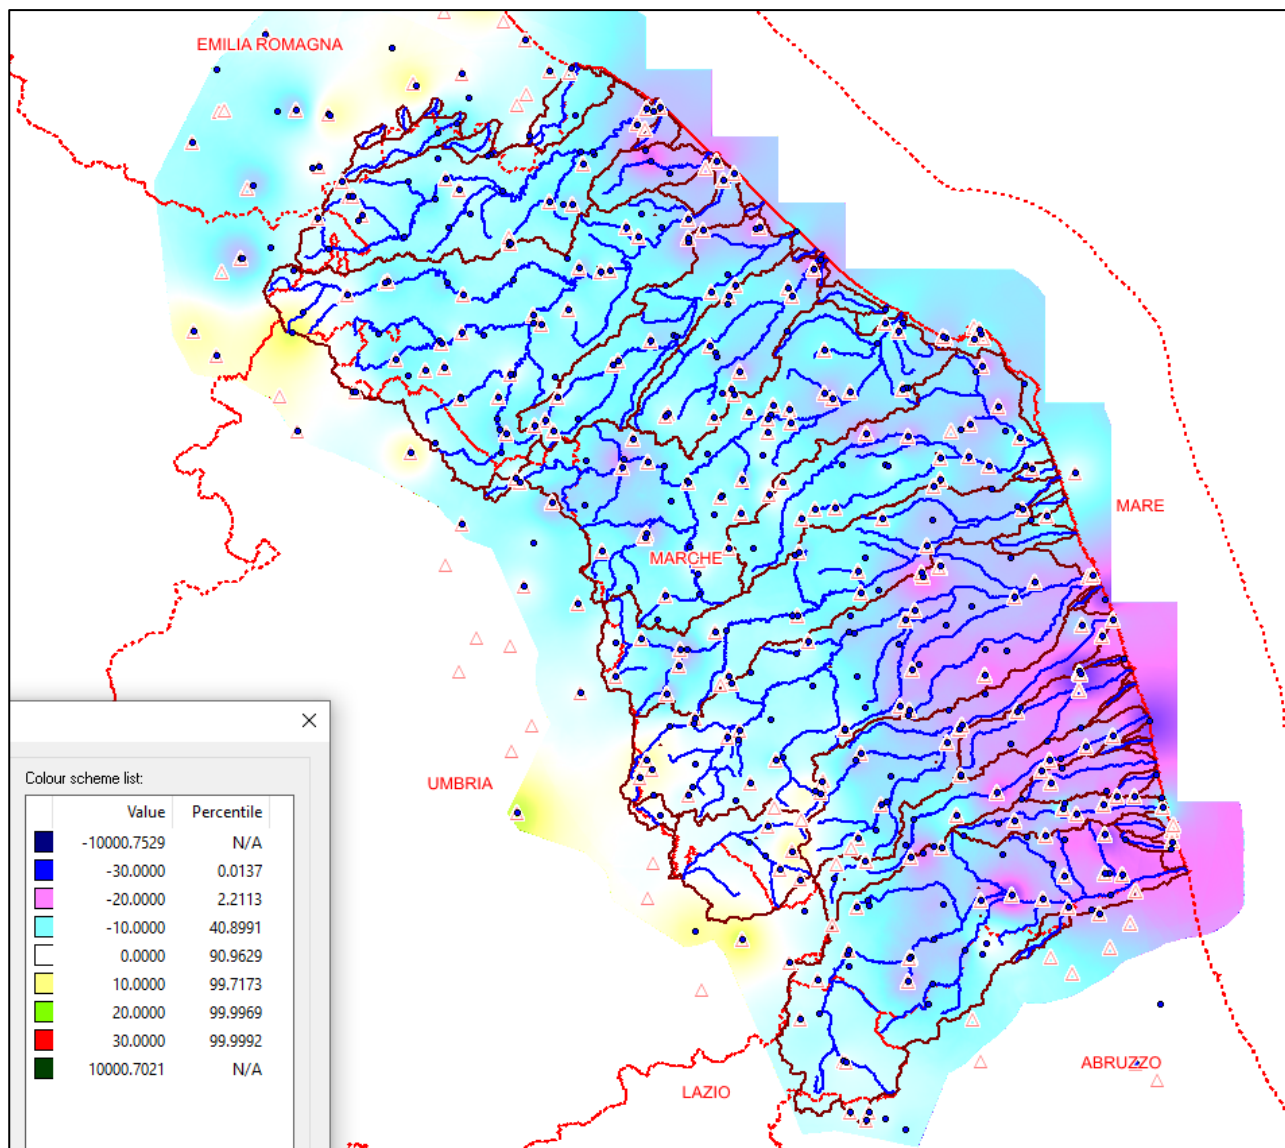 EMILIA ROMAGNA
MARE
MARCHE
UMBRIA
Colour scheme list:
Value Percentile
-10000.7529 N/A
-30.0000 0.0137
-20.0000 2.2113
-10.0000 40.8991
0.0000 90.9629
10.0000 99.7173
20.0000 99.9969
30.0000 99.9992
10000.7021 N/A
ABRUZZO
LAZIO